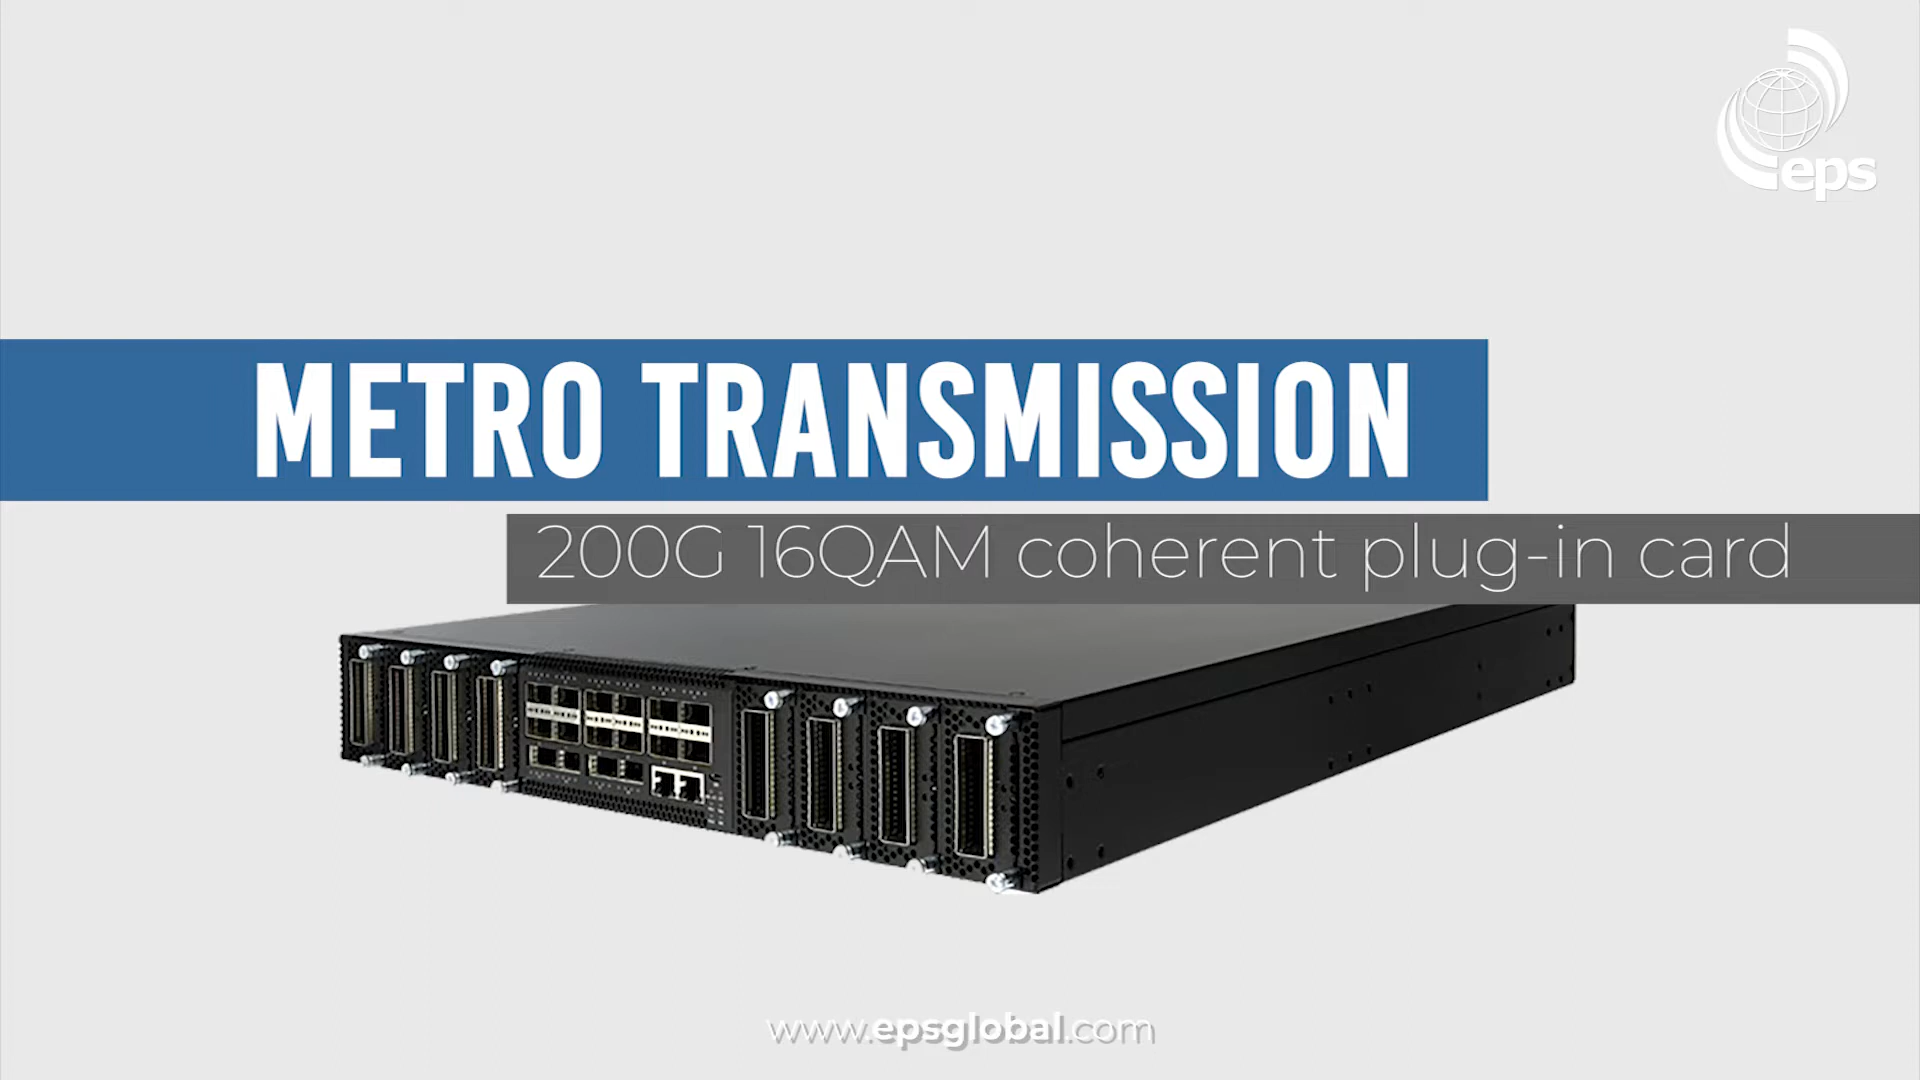 eps
METRO TRANSMISSION
200G 16QAM coherent plug-in card
www.epsglobal.com